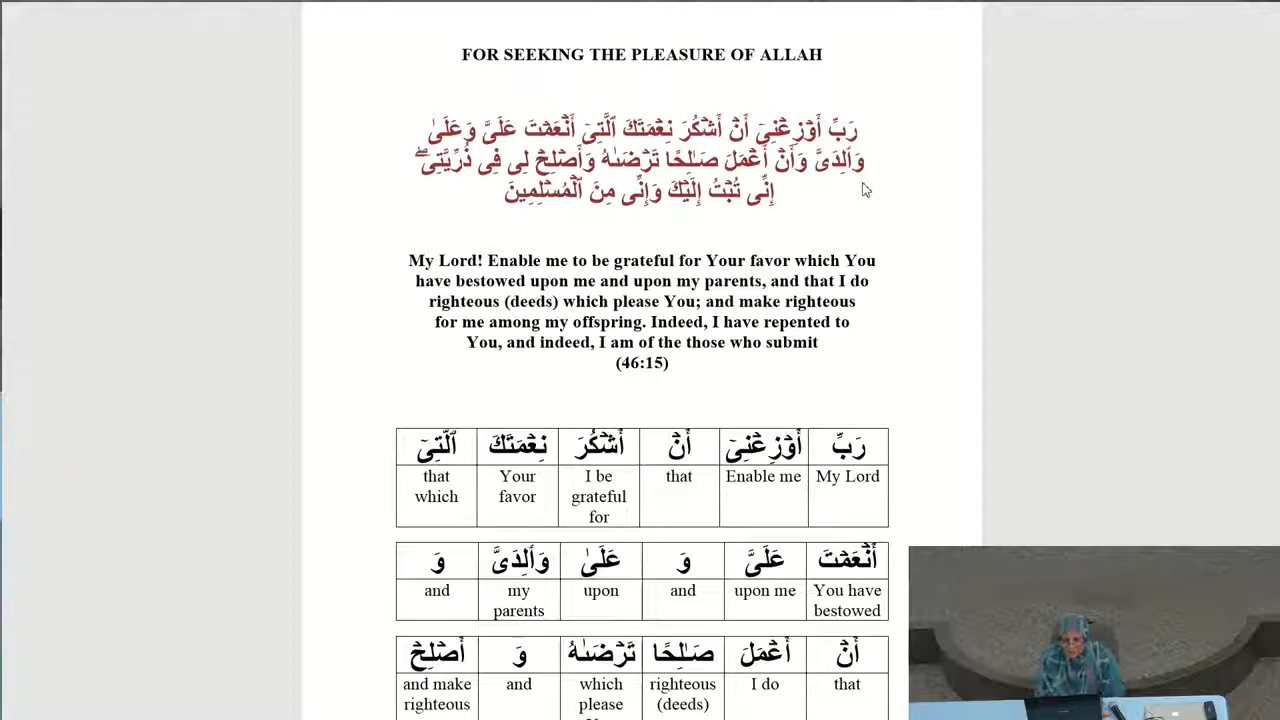 FOR SEEKING THE PLEASURE OF ALLAH
رَبِّ أَوْزِعْنِىٓ أَنْ أَشْكُرَ نِعْمَتَكَ ٱلَّتِىٓ أَنْعَمْتَ عَلَىَّ وَعَلَىٰ
وَٲلِدَىَّ وَأَنْ أَعْمَلَ صَـٰلِحًا تَرْضَىٰهُ وَأَصْلِحْ لِى فِى ذُرِّيَّتِىٓ‌ۖ
إِنِّى تُبْتُ إِلَيْكَ وَإِنِّى مِنَ ٱلْمُسْلِمِينَ
My Lord! Enable me to be grateful for Your favor which You
have bestowed upon me and upon my parents, and that I do
righteous (deeds) which please You; and make righteous
for me among my offspring. Indeed, I have repented to
You, and indeed, I am of the those who submit
(46:15)
رَبِّ أَوْزِعْنِىٓ أَنْ أَشْكُرَ نِعْمَتَكَ ٱلَّتِىٓ
that Your I be that Enable me My Lord
which favor grateful
for
أَنْعَمْتَ عَلَىَّ وَ عَلَىٰ وَٲلِدَىَّ وَ
and my upon and upon me You have
parents bestowed
أَنْ أَعْمَلَ صَـٰلِحًا تَرْضَىٰهُ وَ أَصْلِحْ
and make and which righteous I do that
righteous please (deeds)